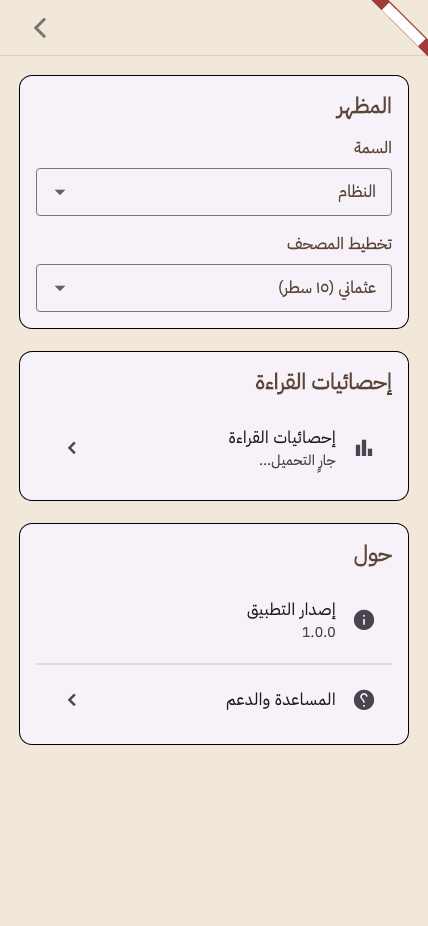 المظهر
السمة
النظام
تخطيط المصحف
عثماني (١٥ سطر)
إحصائيات القراءة
إحصائيات القراءة
جارٍ التحميل...
حول
إصدار التطبيق
1.0.0
المساعدة والدعم